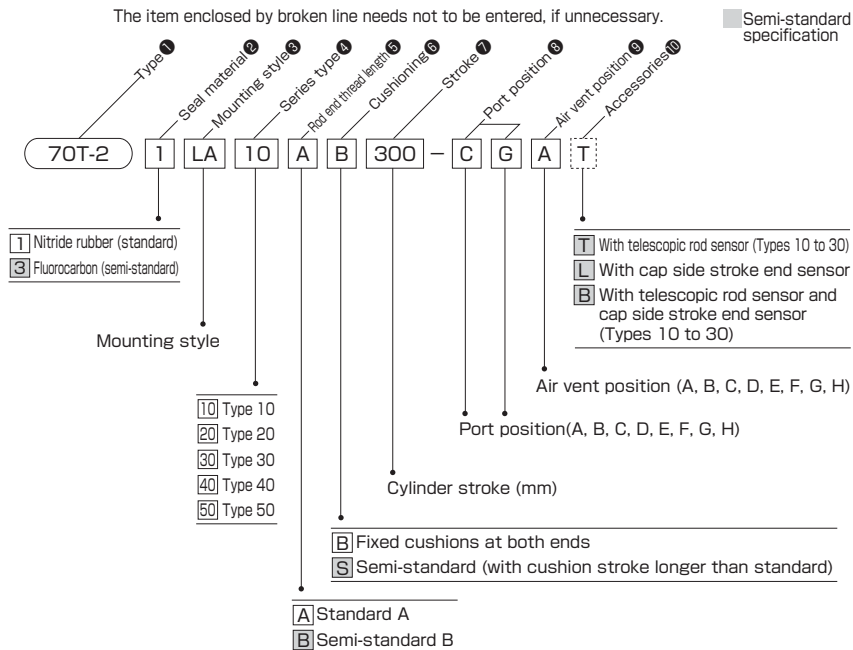 The item enclosed by broken line needs not to be entered, if unnecessary.
Semi-standard
specification
Type❶
Seal material❷
Mounting style❸
Series type❹
Rod end thread length❺
Cushioning❻
Stroke❼
Port position❽
Air vent position❾
Accessories❿
70T-2 1 LA 10 A B 300 – C G A T
1 Nitride rubber (standard)
3 Fluorocarbon (semi-standard)
T With telescopic rod sensor (Types 10 to 30)
L With cap side stroke end sensor
B With telescopic rod sensor and
cap side stroke end sensor
(Types 10 to 30)
Mounting style
Air vent position (A, B, C, D, E, F, G, H)
10 Type 10
20 Type 20
30 Type 30
40 Type 40
50 Type 50
Port position(A, B, C, D, E, F, G, H)
Cylinder stroke (mm)
B Fixed cushions at both ends
S Semi-standard (with cushion stroke longer than standard)
A Standard A
B Semi-standard B